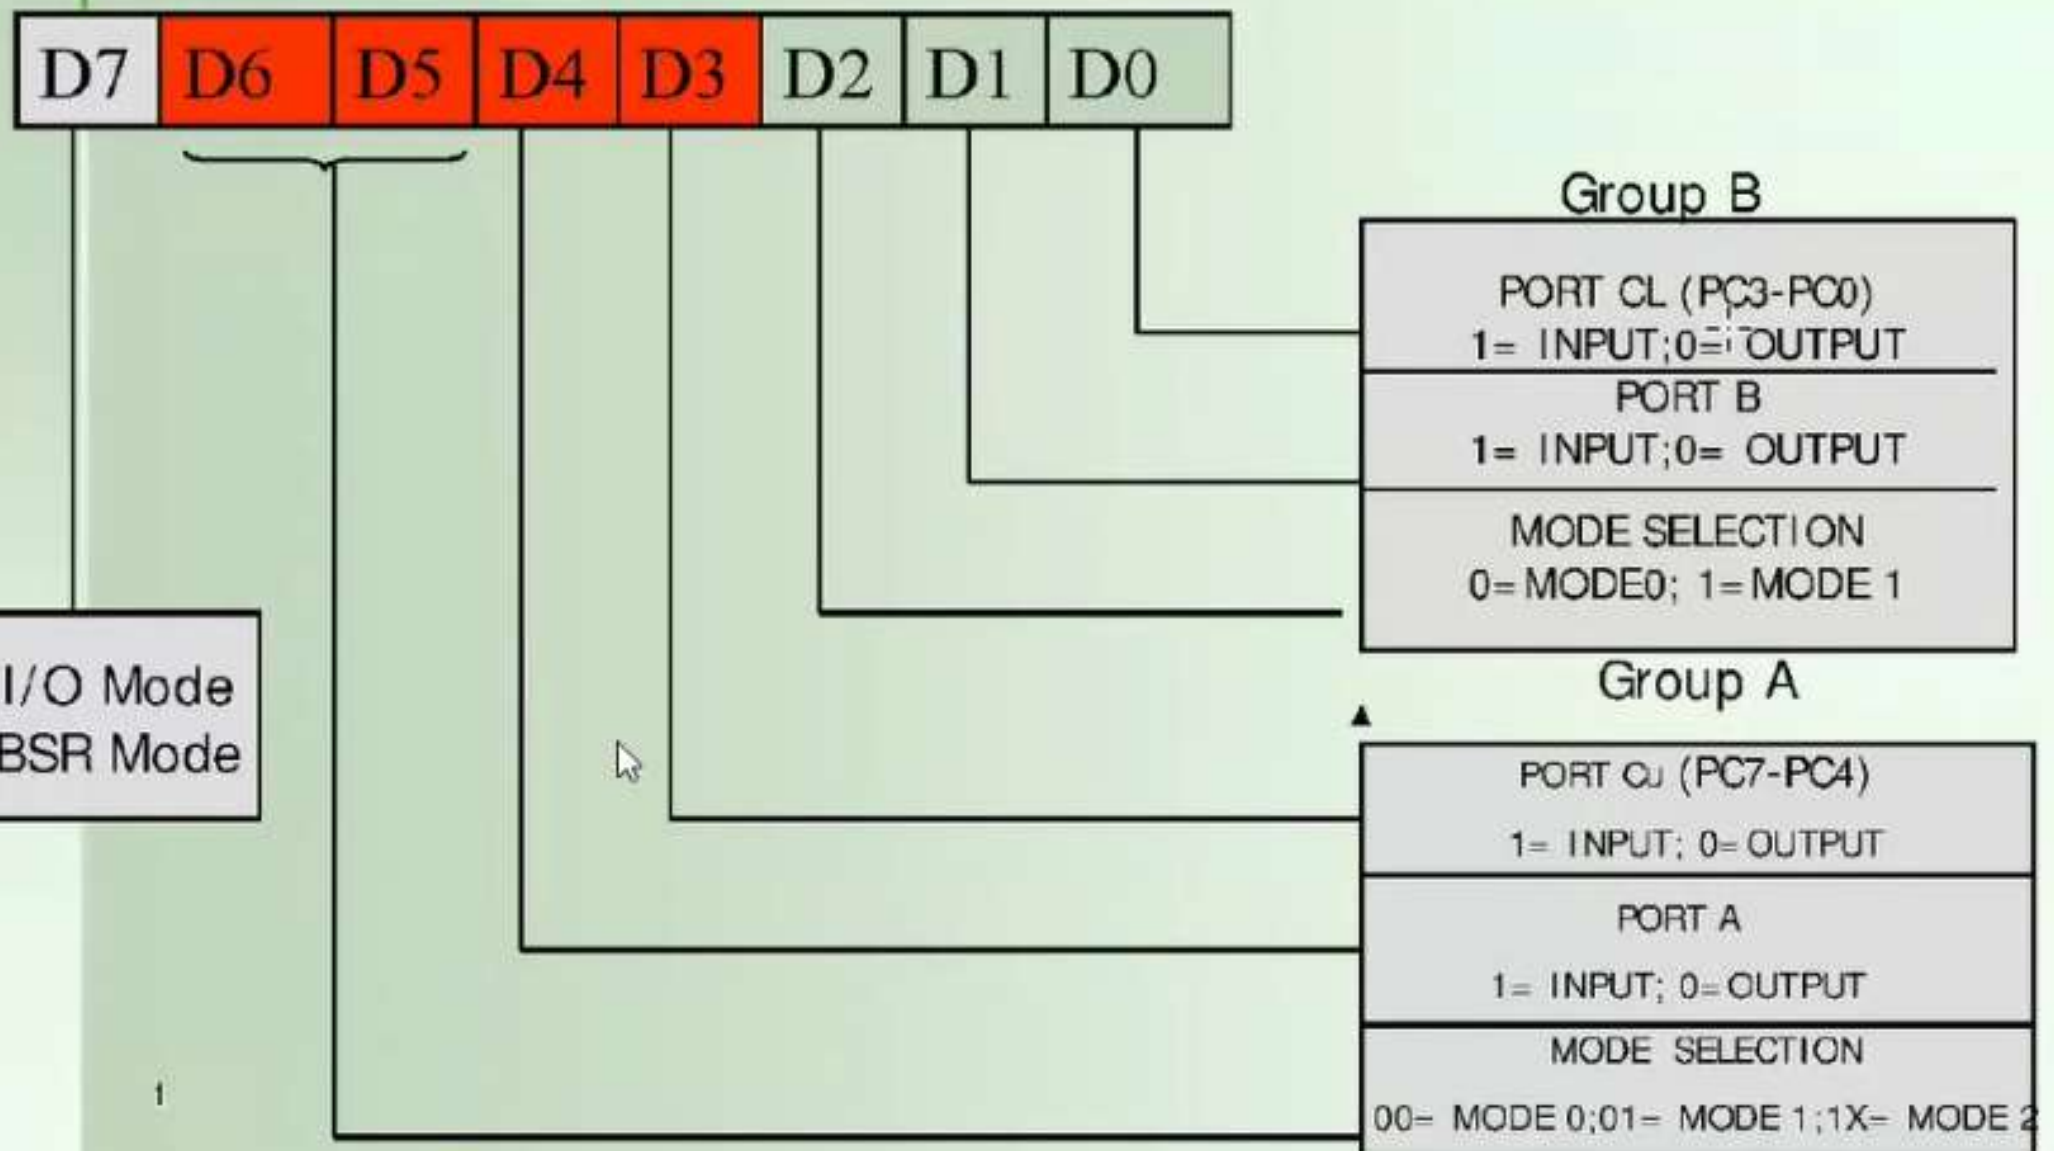 D7 D6 D5 D4 D3 D2 D1 D0
Group B
PORT CL (PC3-PC0)
1= INPUT;0= OUTPUT
PORT B
1= INPUT;0= OUTPUT
MODE SELECTION
0=MODE0; 1=MODE 1
I/O Mode
BSR Mode
Group A
PORT Cu (PC7-PC4)
1= INPUT; 0=OUTPUT
PORT A
1= INPUT; 0=OUTPUT
MODE SELECTION
00= MODE 0;01= MODE 1;1X= MODE 2
1